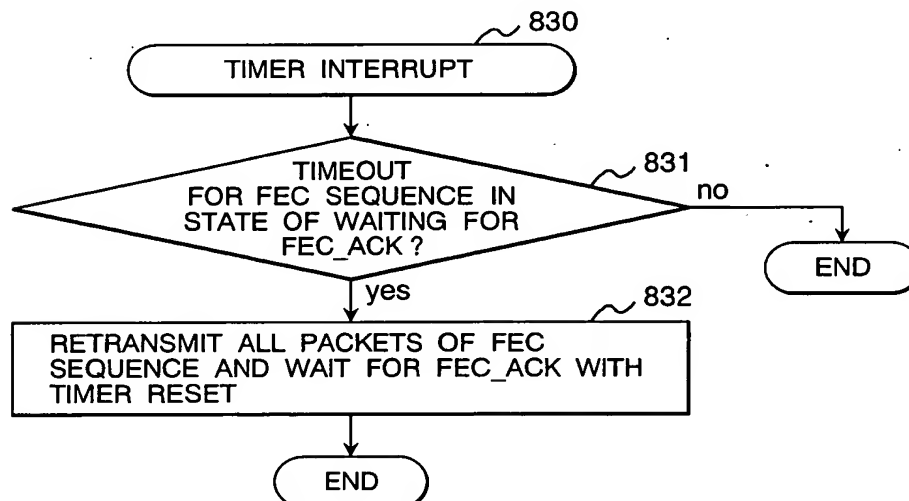 830
TIMER INTERRUPT
831
TIMEOUT
FOR FEC SEQUENCE IN
STATE OF WAITING FOR
FEC_ACK ?
no
END
yes
832
RETRANSMIT ALL PACKETS OF FEC
SEQUENCE AND WAIT FOR FEC_ACK WITH
TIMER RESET
END